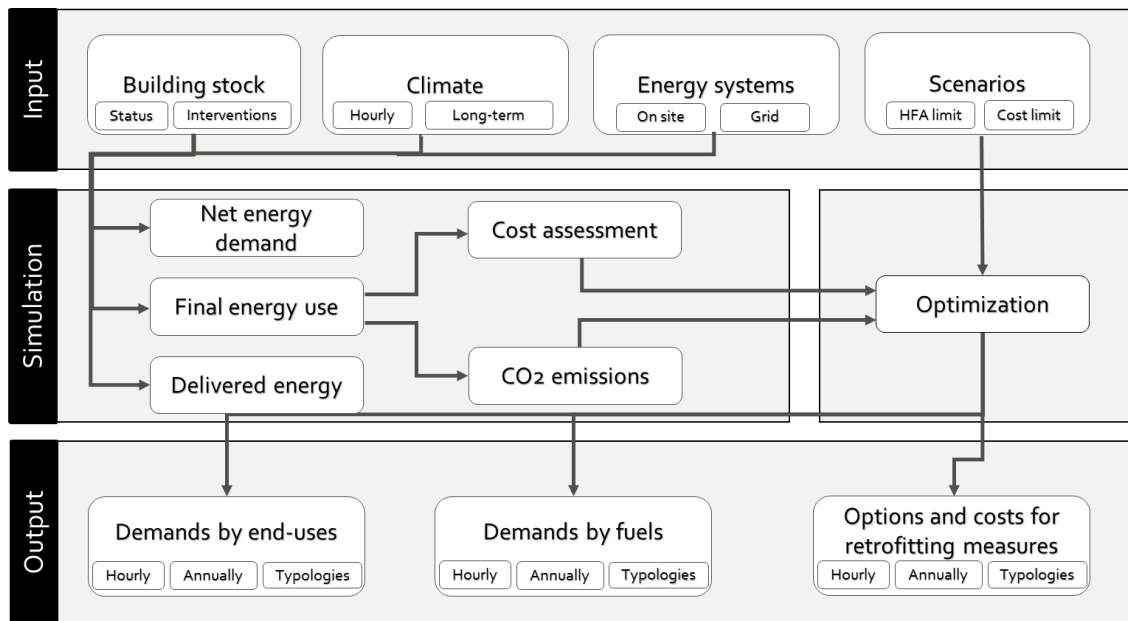 Input
Building stock
Status
Interventions
Climate
Hourly
Long-term
Energy systems
On site
Grid
Scenarios
HFA limit
Cost limit
Simulation
Net energy
demand
Final energy use
Delivered energy
Cost assessment
CO2 emissions
Optimization
Output
Demands by end-uses
Hourly
Annually
Typologies
Demands by fuels
Hourly
Annually
Typologies
Options and costs for
retrofitting measures
Hourly
Annually
Typologies